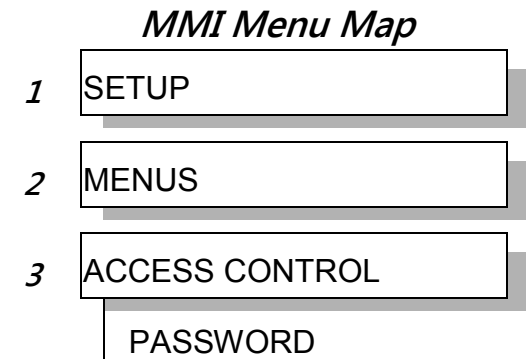 MMI Menu Map
1 SETUP
2 MENUS
3 ACCESS CONTROL
PASSWORD